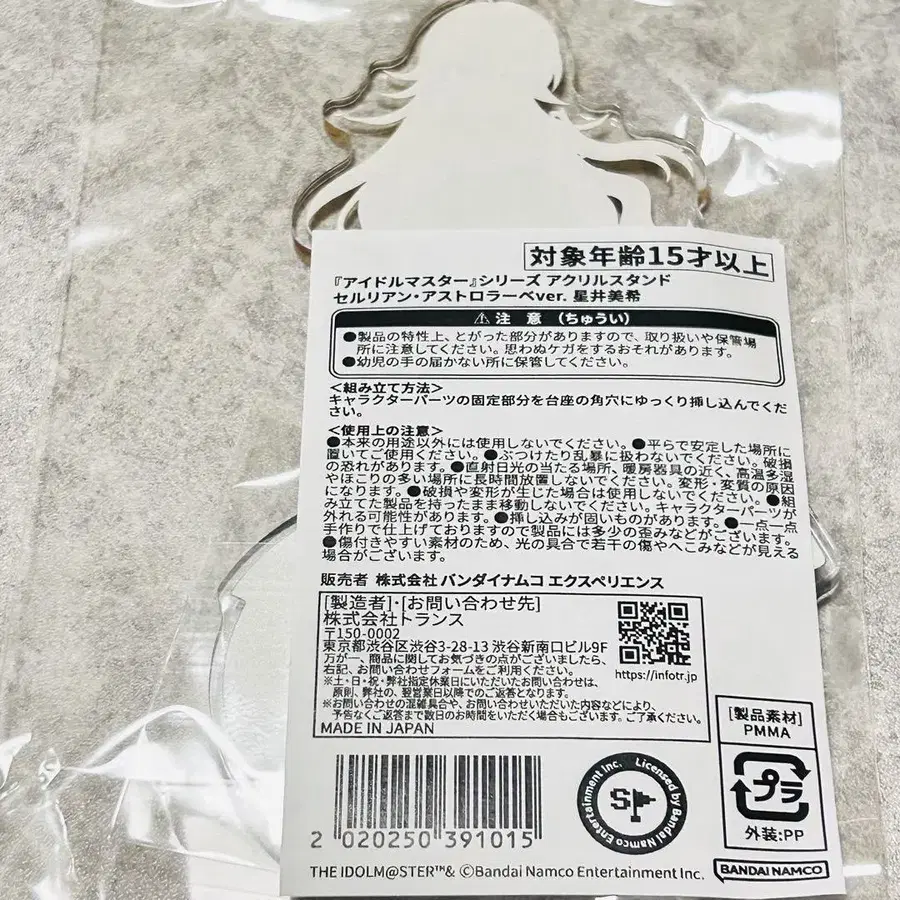 対象年齢15才以上
『アイドルマスター』シリーズ アクリルスタンド
セルリアン・アストロラーベver. 星井美希
⚠注 意 (ちゅうい)
●製品の特性上、とがった部分がありますので、取り扱いや保管場
所に注意してください。思わぬケガをするおそれがあります。
●幼児の手の届かない所に保管してください。
<組み立て方法>
キャラクターパーツの固定部分を台座の角穴にゆっくり挿し込んでくだ
さい。
<使用上の注意>
●本来の用途以外には使用しないでください。●平らで安定した場所に
置いてご使用ください。●ぶつけたり乱暴に扱わないでください。破損
の恐れがあります。●直射日光の当たる場所、暖房器具の近く、高温多湿
やほこりの多い場所に長時間放置しないでください。変形・変質の原因
になります。●破損や変形が生じた場合は使用しないでください。●組
み立てた製品を持ったまま移動しないでください。キャラクターパーツが
外れる可能性があります。●挿し込みが固いものがあります。●一点一点
手作りで仕上げておりますので製品には多少の歪みなどがございます。
●傷付きやすい素材のため、光の具合で若干の傷やへこみなどが見える
場合がございます。
販売者 株式会社 バンダイナムコ エクスペリエンス
[製造者]・[お問い合わせ先]
株式会社トランス
〒150-0002
東京都渋谷区渋谷3-28-13 渋谷新南口ビル9F
万が一、商品に関してお気づきの点がございましたら、
右記、お問い合わせフォームをご利用ください。
※土・日・祝・弊社指定休業日にいただいたお問い合わせは、
原則、弊社の、翌営業日以降でのご返答となります。
※お問い合わせの混雑具合や、お問い合わせいただいた内容などにより、
予告なくご返答まで数日のお時間をいただく場合もございます。ご了承ください。
MADE IN JAPAN
https://infotr.jp
[製品素材]
PMMA
プラ
外装:PP
2 020250 391015
Licensed by Bandai Namco Entertainment Inc.
SP
THE IDOLM@STER™& ©Bandai Namco Entertainment Inc.
BANDAI NAMCO